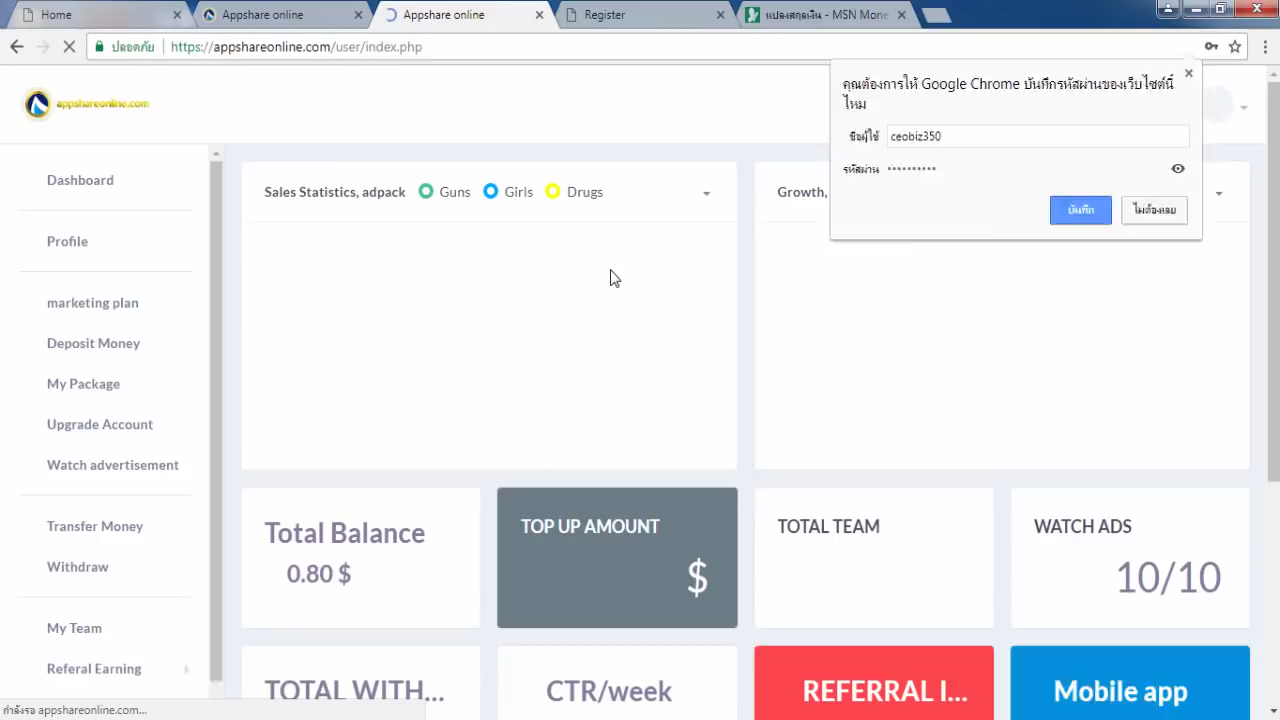 Home
Appshare online
Appshare online
Register
แปลงสกุลเงิน - MSN Mone
ปลอดภัย
https://appshareonline.com/user/index.php
appshareonline.com
คุณต้องการให้ Google Chrome บันทึกรหัสผ่านของเว็บไซต์นี้
ไหม
ชื่อผู้ใช้ ceobiz350
รหัสผ่าน ••••••••••
บันทึก
ไม่ต้องเลย
Dashboard
Profile
marketing plan
Deposit Money
My Package
Upgrade Account
Watch advertisement
Transfer Money
Withdraw
My Team
Referal Earning
Sales Statistics, adpack
Guns
Girls
Drugs
Growth,
Total Balance
0.80 $
TOP UP AMOUNT
$
TOTAL TEAM
WATCH ADS
10/10
TOTAL WITH...
CTR/week
REFERRAL I...
Mobile app
กำลังรอ appshareonline.com...